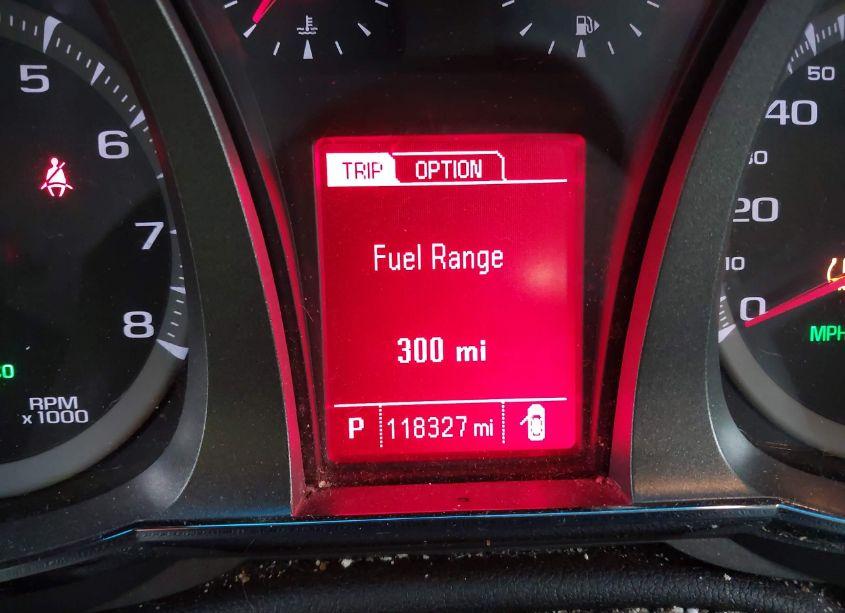 5
6
7
8
RPM
x1000
TRIP OPTION
Fuel Range
300 mi
P 118327 mi
50
40
20
10
0
MPH